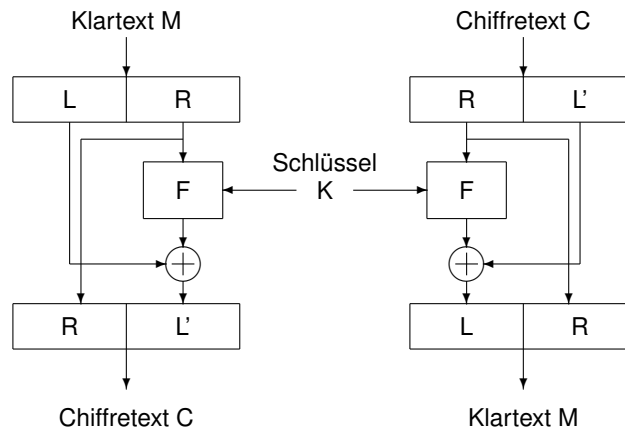 Klartext M
Chiffretext C
L R
R L'
Schlüssel
F K F
R L'
L R
Chiffretext C
Klartext M